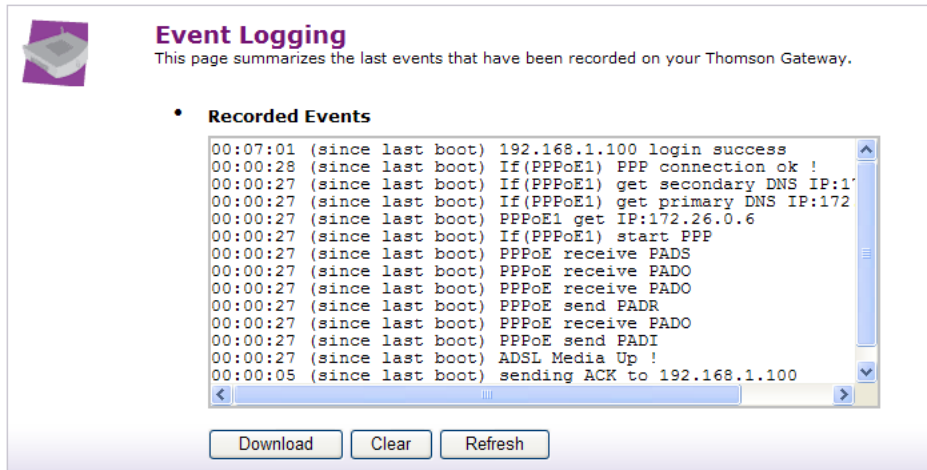 Event Logging
This page summarizes the last events that have been recorded on your Thomson Gateway.
• Recorded Events
00:07:01 (since last boot) 192.168.1.100 login success
00:00:28 (since last boot) If(PPPoE1) PPP connection ok !
00:00:27 (since last boot) If(PPPoE1) get secondary DNS IP:1
00:00:27 (since last boot) If(PPPoE1) get primary DNS IP:172
00:00:27 (since last boot) PPPoE1 get IP:172.26.0.6
00:00:27 (since last boot) If(PPPoE1) start PPP
00:00:27 (since last boot) PPPoE receive PADS
00:00:27 (since last boot) PPPoE receive PADO
00:00:27 (since last boot) PPPoE receive PADO
00:00:27 (since last boot) PPPoE send PADR
00:00:27 (since last boot) PPPoE receive PADO
00:00:27 (since last boot) PPPoE send PADI
00:00:27 (since last boot) ADSL Media Up !
00:00:05 (since last boot) sending ACK to 192.168.1.100
Download Clear Refresh